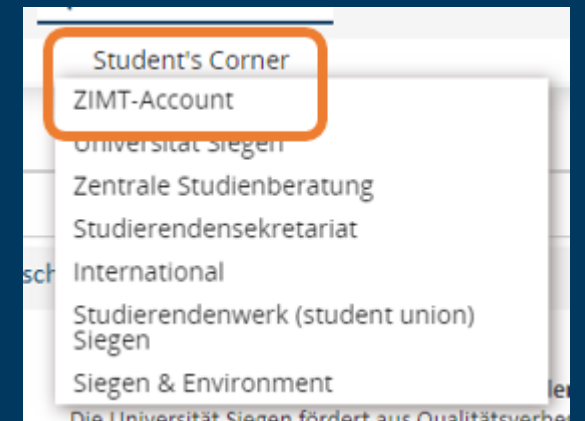 Student's Corner
ZIMT-Account
Universität Siegen
Zentrale Studienberatung
Studierendensekretariat
sch
International
Studierendenwerk (student union)
Siegen
Siegen & Environment
Die Universität Siegen fördert aus